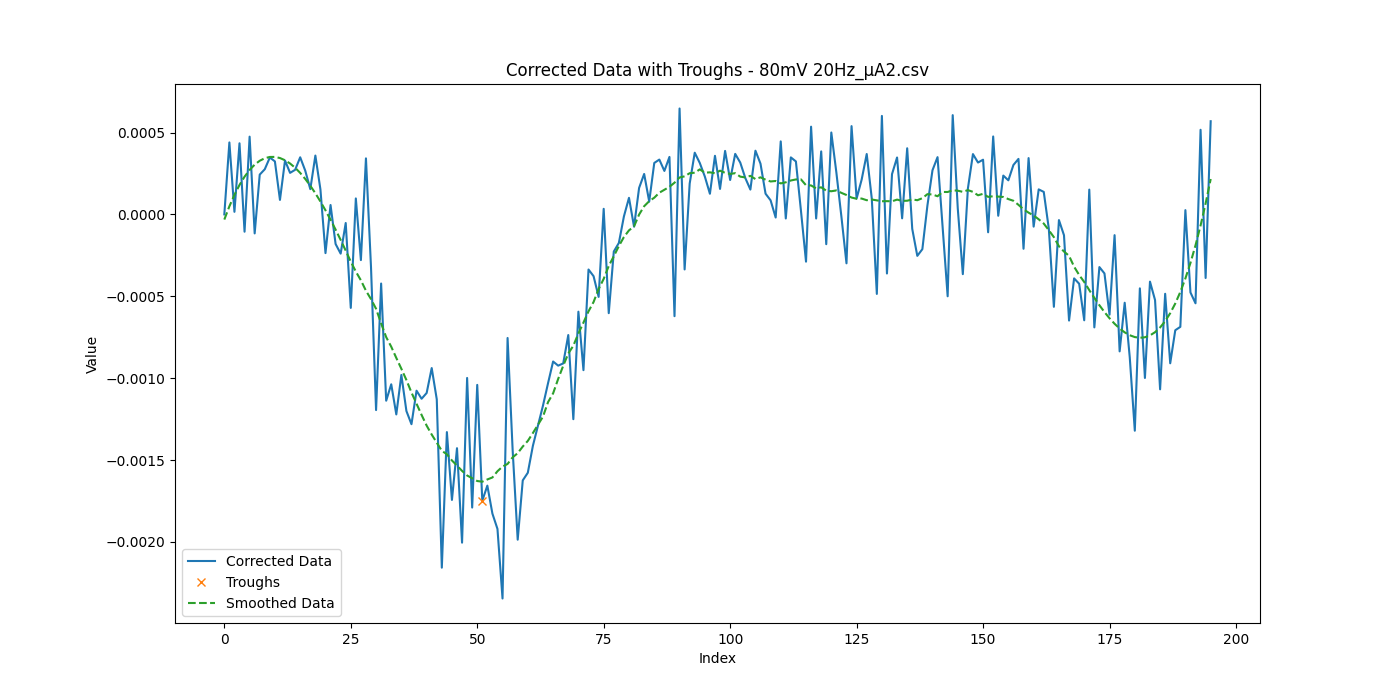 Corrected Data with Troughs - 80mV 20Hz_µA2.csv
Value
0.0005
0.0000
−0.0005
−0.0010
−0.0015
−0.0020
Corrected Data
Troughs
Smoothed Data
0 25 50 75 100 125 150 175 200
Index